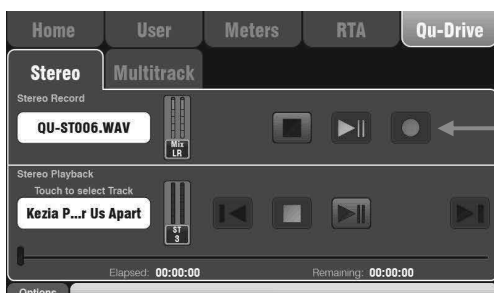 Home User Meters RTA Qu-Drive
Stereo Multitrack
Stereo Record
QU-ST006.WAV
Mix
LR
Stereo Playback
Touch to select Track
Kezia P...r Us Apart
ST
3
Elapsed: 00:00:00 Remaining: 00:00:00
Options